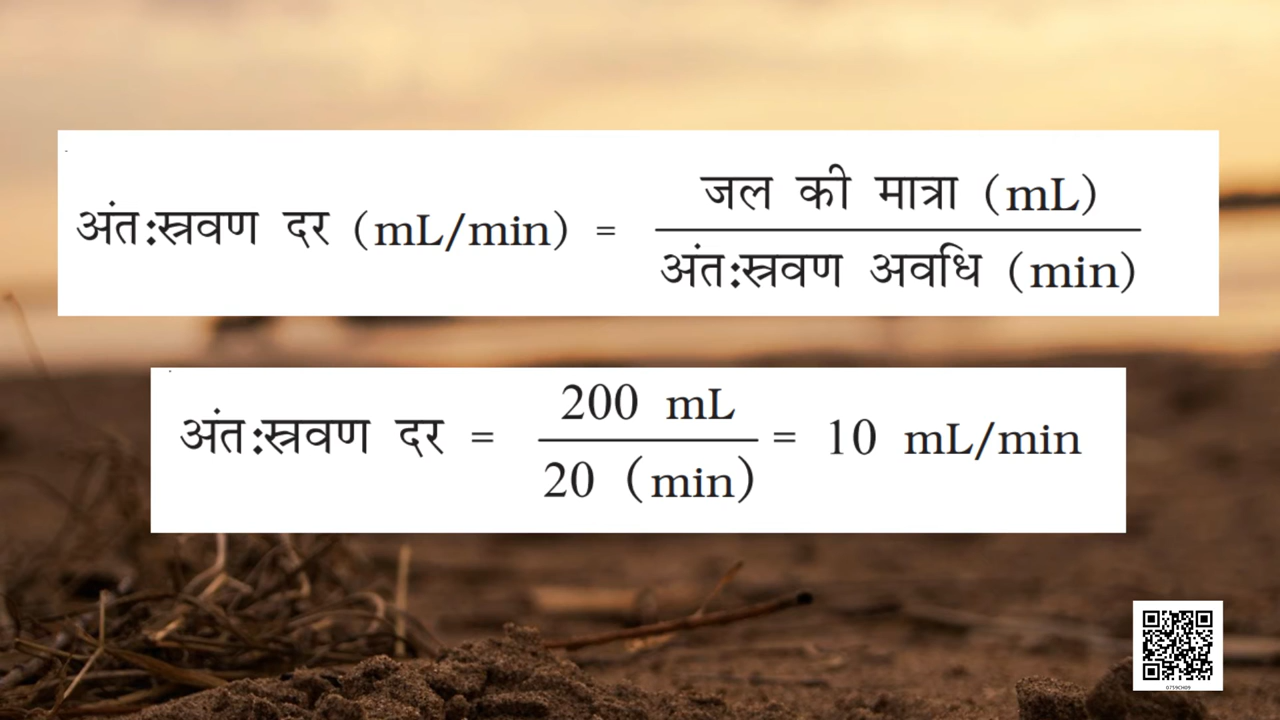 अंत:स्रवण दर (mL/min) = जल की मात्रा (mL) / अंत:स्रवण अवधि (min)
अंत:स्रवण दर = 200 mL / 20 (min) = 10 mL/min